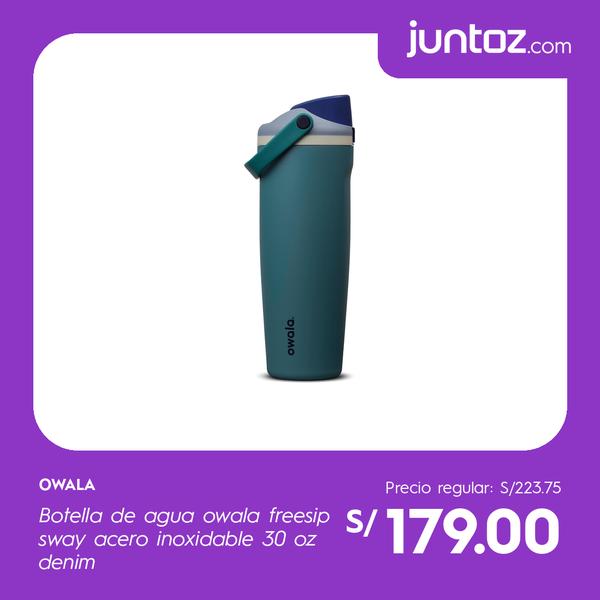 juntoz.com
owala.
OWALA
Botella de agua owala freesip
sway acero inoxidable 30 oz
denim
Precio regular: S/223.75
S/179.00